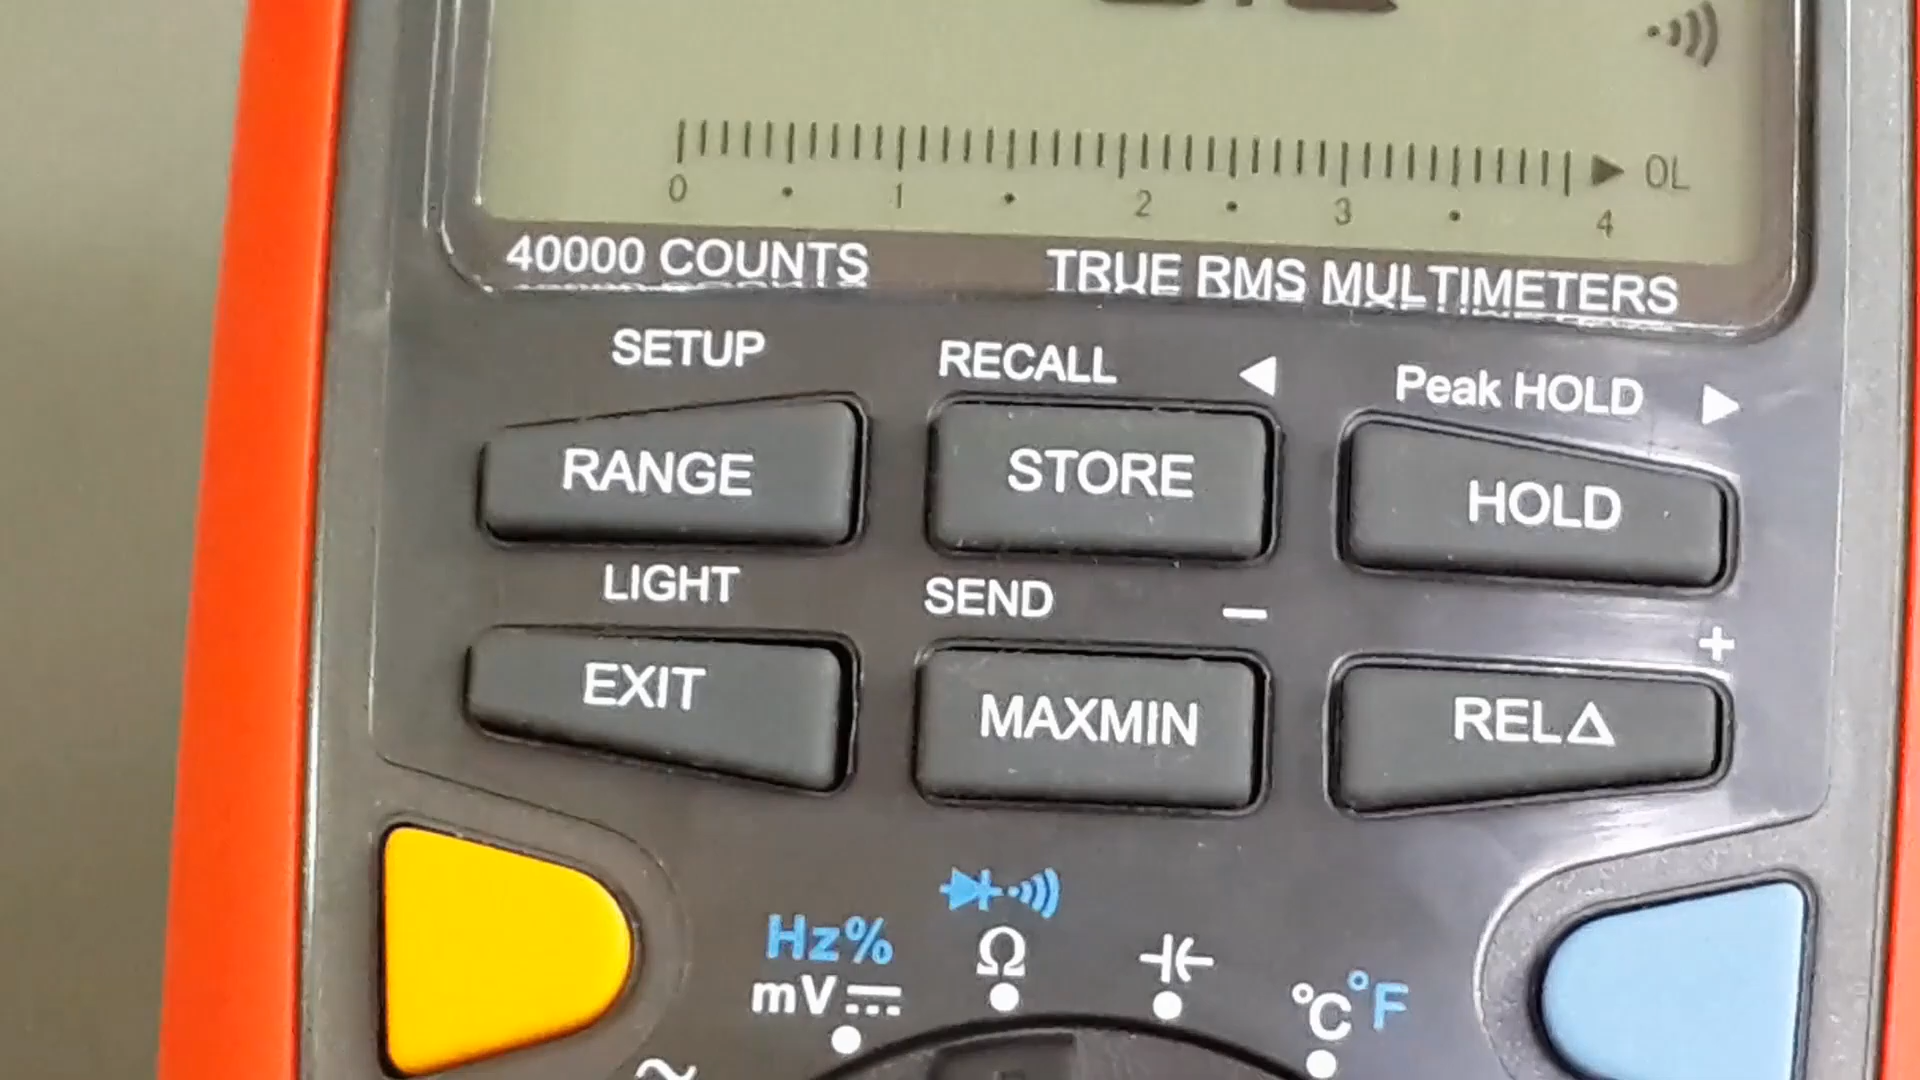 OL
0 1 2 3 4
40000 COUNTS TRUE RMS MULTIMETERS
SETUP RECALL Peak HOLD
RANGE STORE HOLD
LIGHT SEND −
+
EXIT MAXMIN REL△
Hz%
mV Ω
°C°F